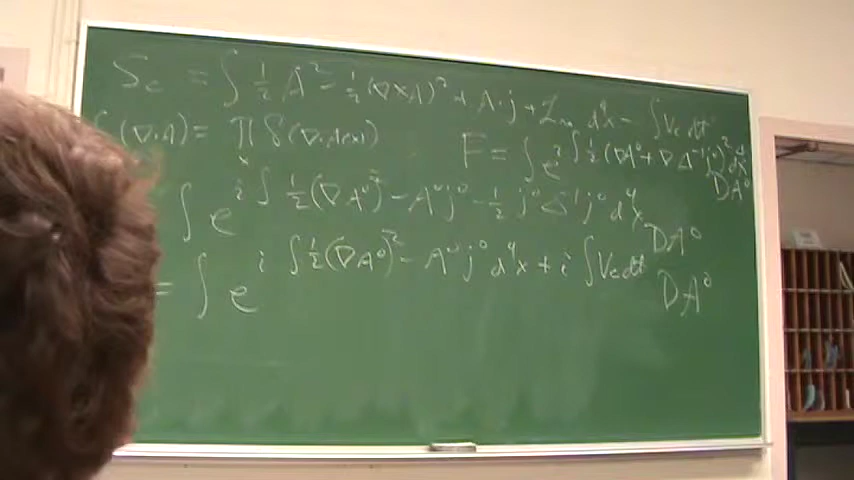 S_c = ∫ ½ Ȧ² - ½ (∇×A)² + A·j + ℒ_m d⁴x - ∫ V_c dt
(∇·A) = ∏_x δ(∇·A(x))
F = ∫ e^{i ∫ ½ (∇A⁰ + ∇Δ⁻¹j⁰)² d⁴x} DA⁰
∫ e^{i ∫ ½ (∇A⁰)² - A⁰j⁰ - ½ j⁰Δ⁻¹j⁰ d⁴x} DA⁰
= ∫ e^{i ∫ ½ (∇A⁰)² - A⁰j⁰ d⁴x + i ∫ V_c dt} DA⁰